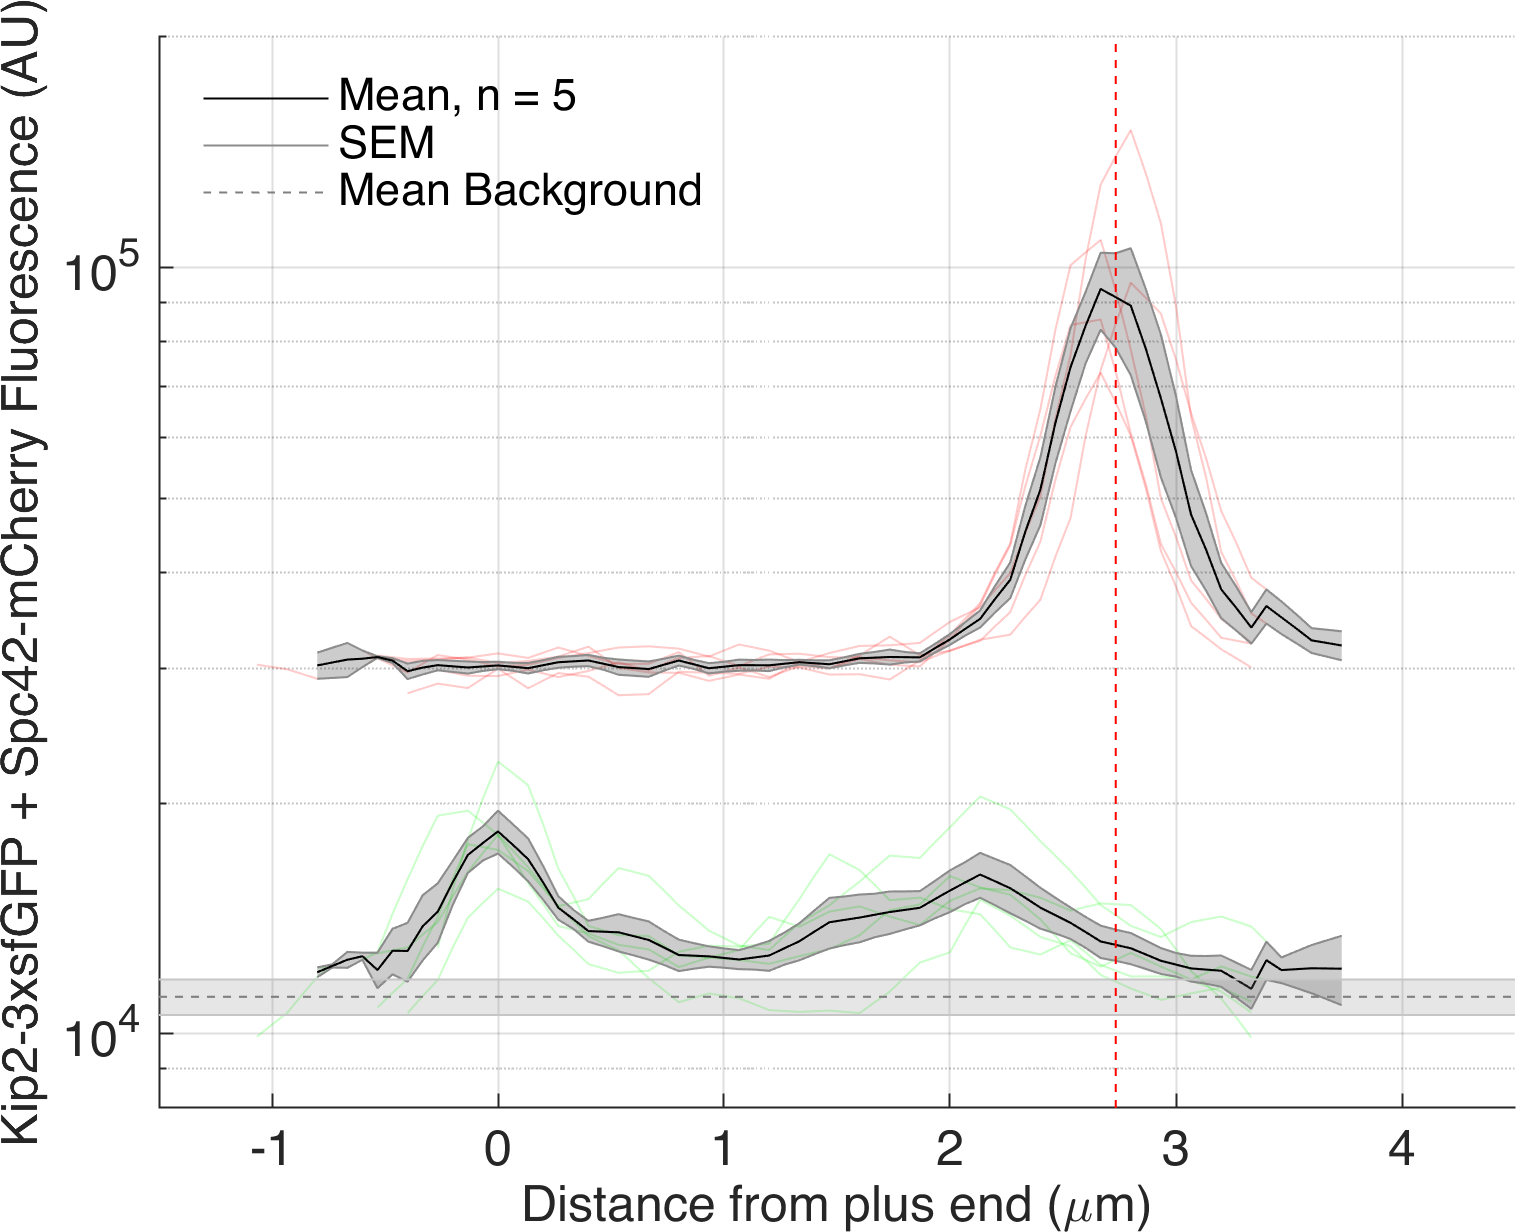 Kip2-3xsfGFP + Spc42-mCherry Fluorescence (AU)
Mean, n = 5
SEM
Mean Background
10^5
10^4
-1 0 1 2 3 4
Distance from plus end (μm)